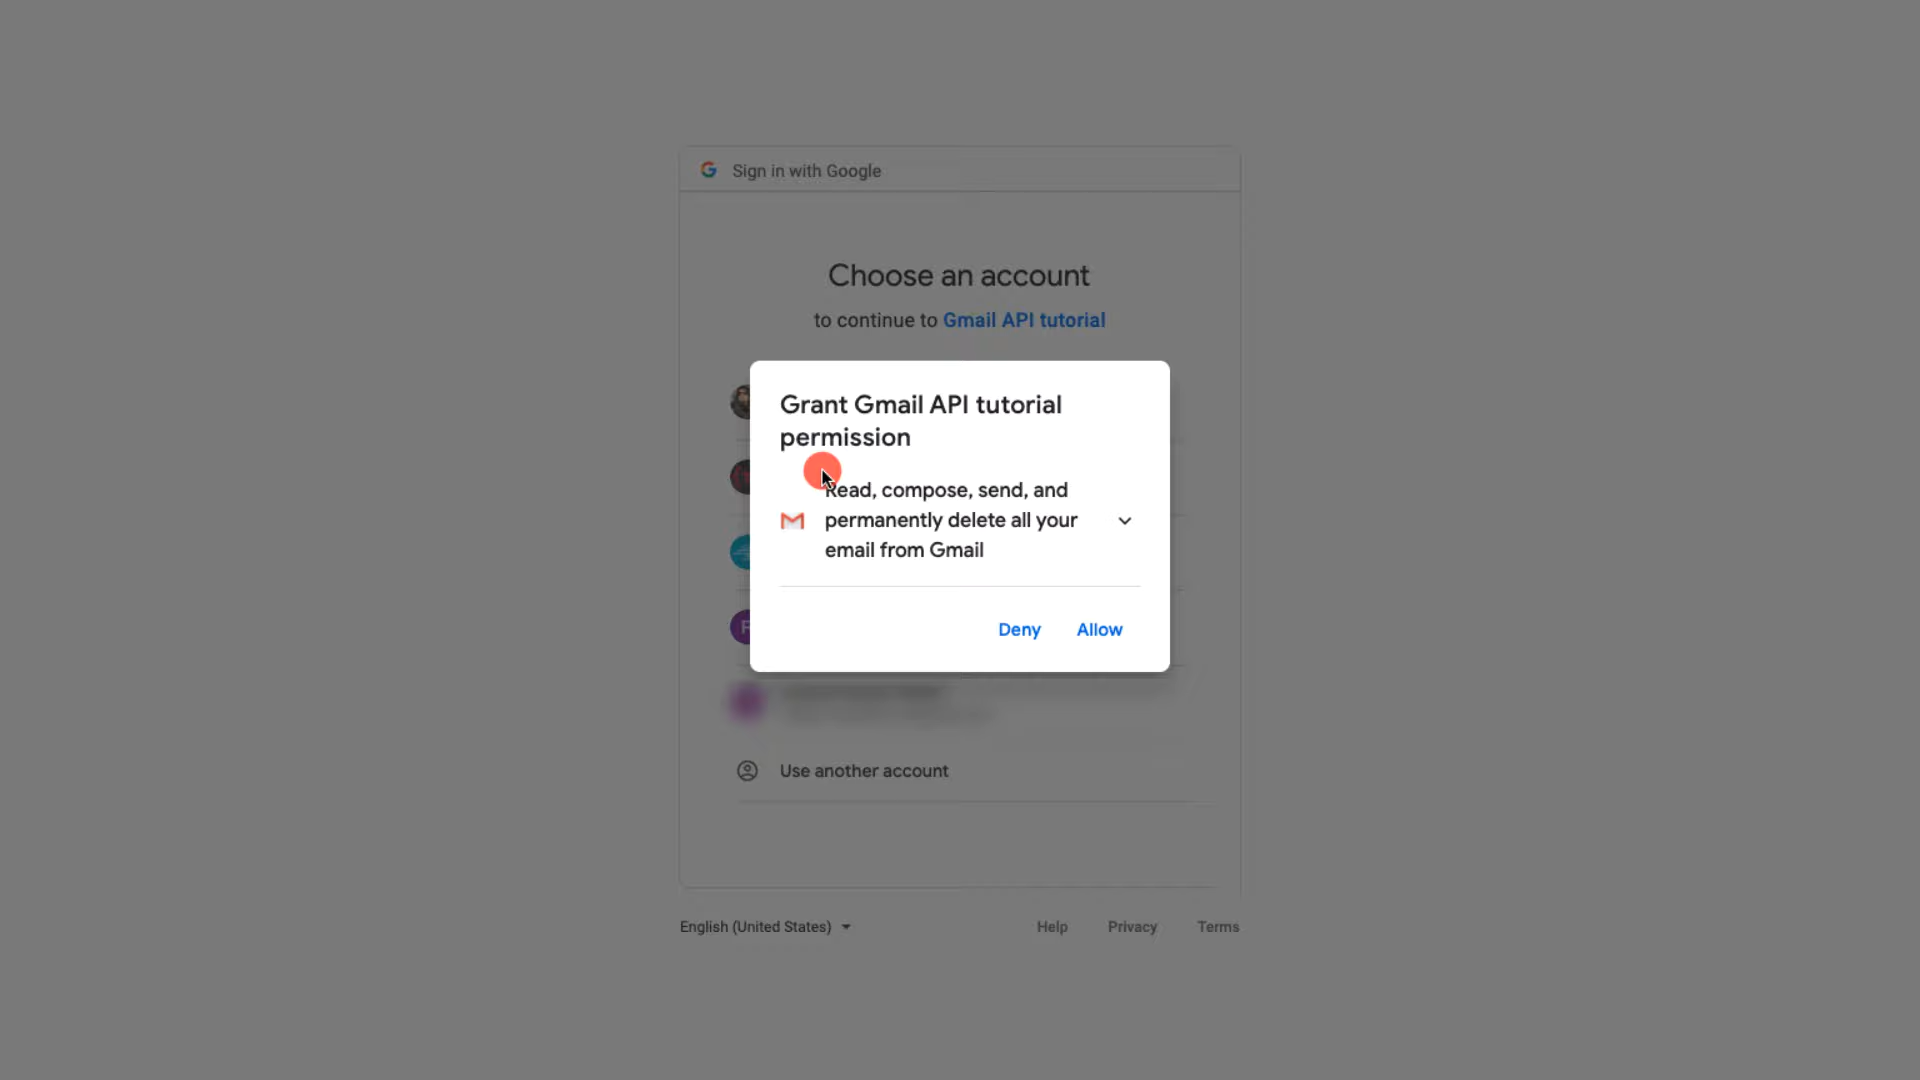 Sign in with Google
Choose an account
to continue to Gmail API tutorial
Grant Gmail API tutorial
permission
Read, compose, send, and
permanently delete all your
email from Gmail
Deny Allow
Use another account
English (United States) Help Privacy Terms